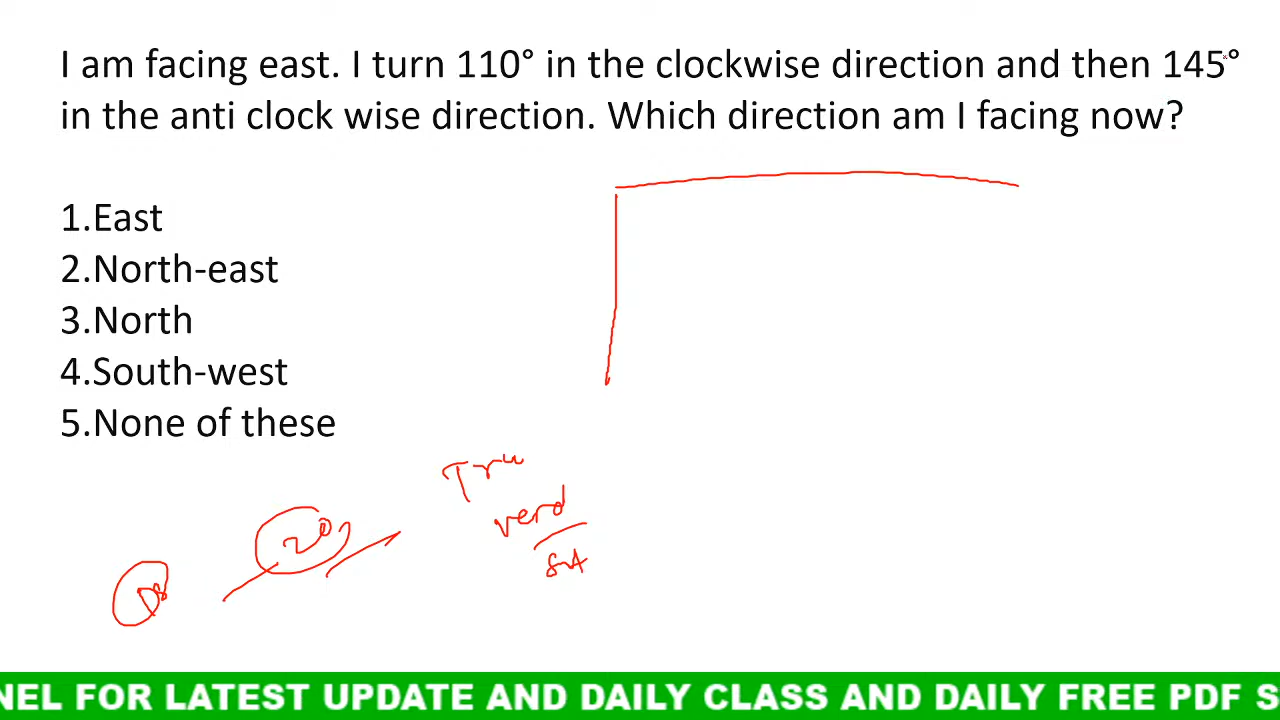 I am facing east. I turn 110° in the clockwise direction and then 145°
in the anti clock wise direction. Which direction am I facing now?
1.East
2.North-east
3.North
4.South-west
5.None of these
20
NEL FOR LATEST UPDATE AND DAILY CLASS AND DAILY FREE PDF S